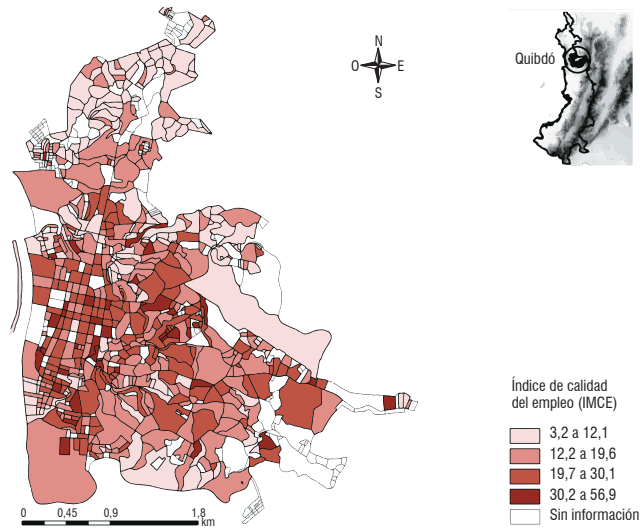 N
O E
S
Quibdó
Índice de calidad
del empleo (IMCE)
3,2 a 12,1
12,2 a 19,6
19,7 a 30,1
30,2 a 56,9
Sin información
0 0,45 0,9 1,8
km